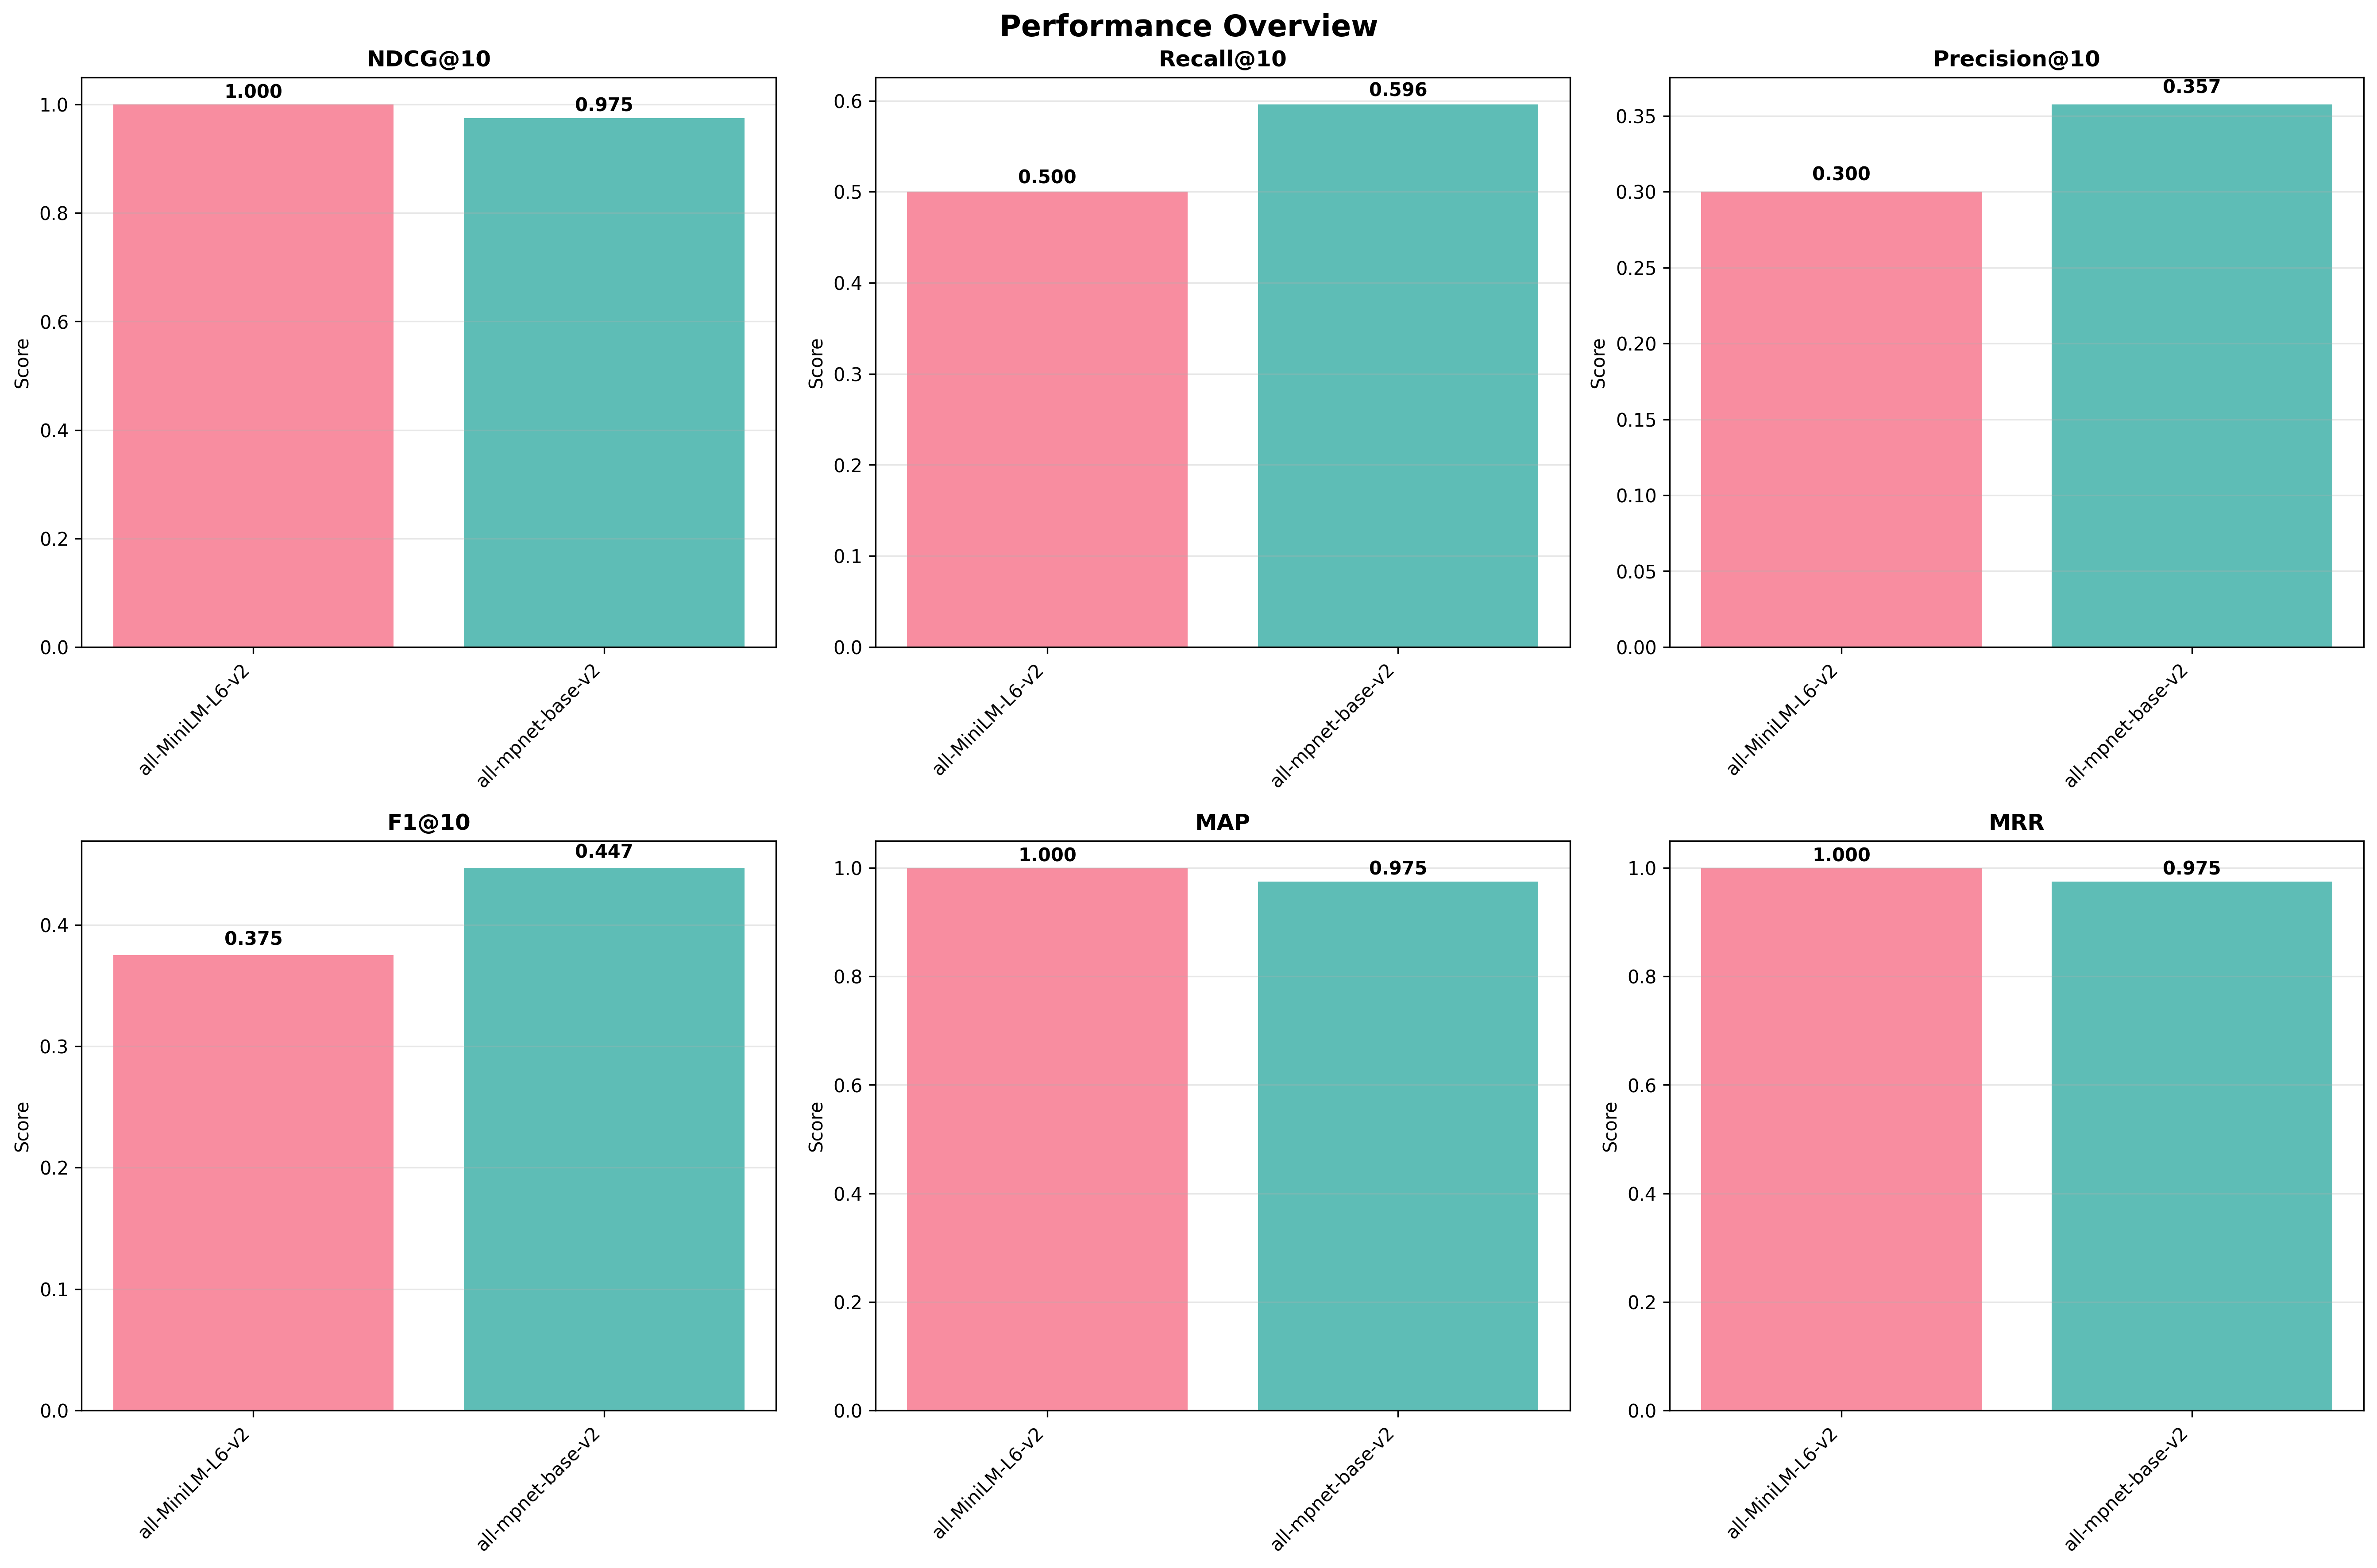 Performance Overview
NDCG@10
Score
1.0
0.8
0.6
0.4
0.2
0.0
1.000
0.975
all-MiniLM-L6-v2
all-mpnet-base-v2
Recall@10
Score
0.6
0.5
0.4
0.3
0.2
0.1
0.0
0.500
0.596
all-MiniLM-L6-v2
all-mpnet-base-v2
Precision@10
Score
0.35
0.30
0.25
0.20
0.15
0.10
0.05
0.00
0.300
0.357
all-MiniLM-L6-v2
all-mpnet-base-v2
F1@10
Score
0.4
0.3
0.2
0.1
0.0
0.375
0.447
all-MiniLM-L6-v2
all-mpnet-base-v2
MAP
Score
1.0
0.8
0.6
0.4
0.2
0.0
1.000
0.975
all-MiniLM-L6-v2
all-mpnet-base-v2
MRR
Score
1.0
0.8
0.6
0.4
0.2
0.0
1.000
0.975
all-MiniLM-L6-v2
all-mpnet-base-v2